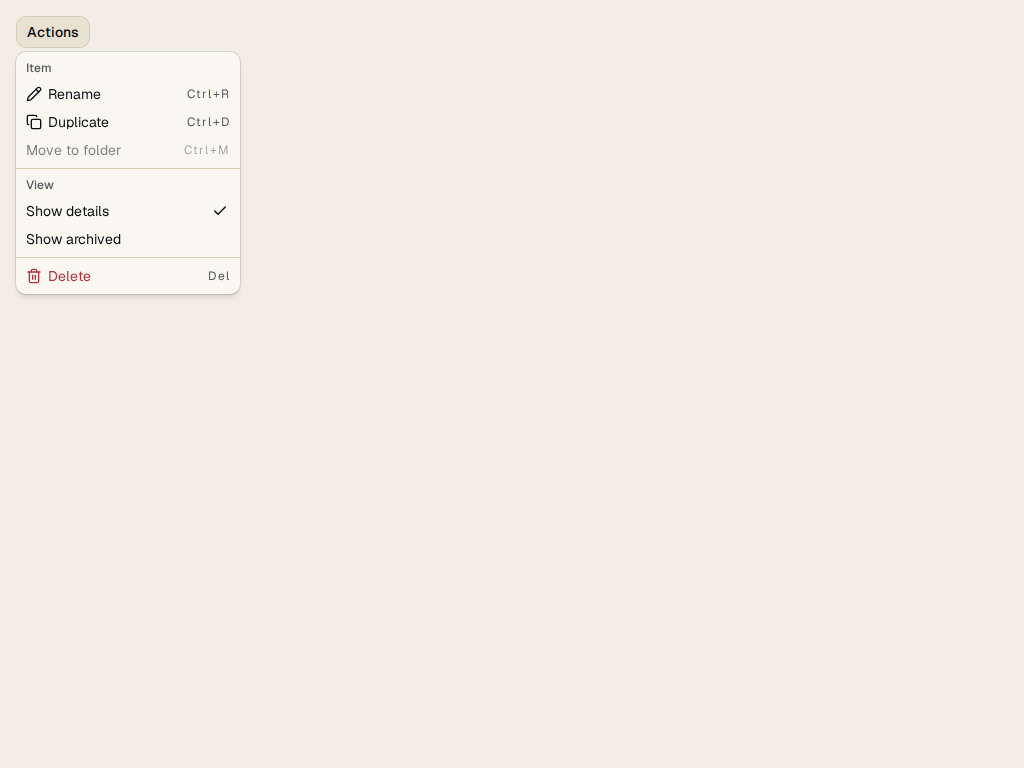 Actions
Item
Rename Ctrl+R
Duplicate Ctrl+D
Move to folder Ctrl+M
View
Show details
Show archived
Delete Del